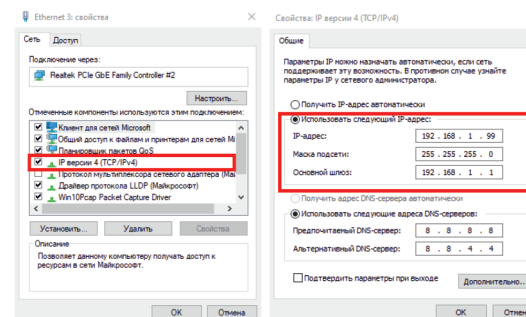 Ethernet 3: свойства
Сеть Доступ
Подключение через:
Realtek PCIe GbE Family Controller #2
Настроить...
Отмеченные компоненты используются этим подключением:
Клиент для сетей Microsoft
Общий доступ к файлам и принтерам для сетей Mi
Планировщик пакетов QoS
IP версии 4 (TCP/IPv4)
Протокол мультиплексора сетевого адаптера (Ма
Драйвер протокола LLDP (Майкрософт)
Win10Pcap Packet Capture Driver
Установить... Удалить Свойства
Описание
Позволяет данному компьютеру получать доступ к
ресурсам в сети Майкрософт.
OK Отмена
Свойства: IP версии 4 (TCP/IPv4)
Общие
Параметры IP можно назначать автоматически, если сеть
поддерживает эту возможность. В противном случае узнайте
параметры IP у сетевого администратора.
Получить IP-адрес автоматически
Использовать следующий IP-адрес:
IP-адрес: 192 . 168 . 1 . 99
Маска подсети: 255 . 255 . 255 . 0
Основной шлюз: 192 . 168 . 1 . 1
Получить адрес DNS-сервера автоматически
Использовать следующие адреса DNS-серверов:
Предпочитаемый DNS-сервер: 8 . 8 . 8 . 8
Альтернативный DNS-сервер: 8 . 8 . 4 . 4
Подтвердить параметры при выходе
Дополнительно..
OK Отмен